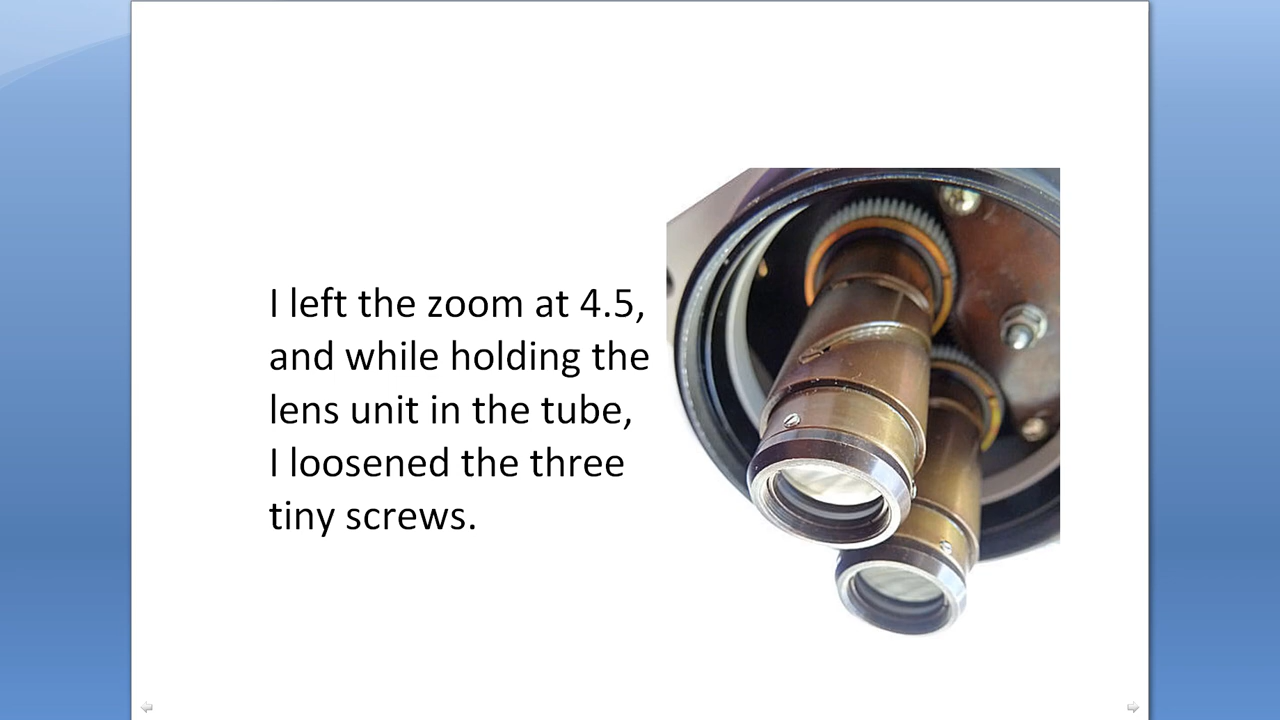 I left the zoom at 4.5,
and while holding the
lens unit in the tube,
I loosened the three
tiny screws.